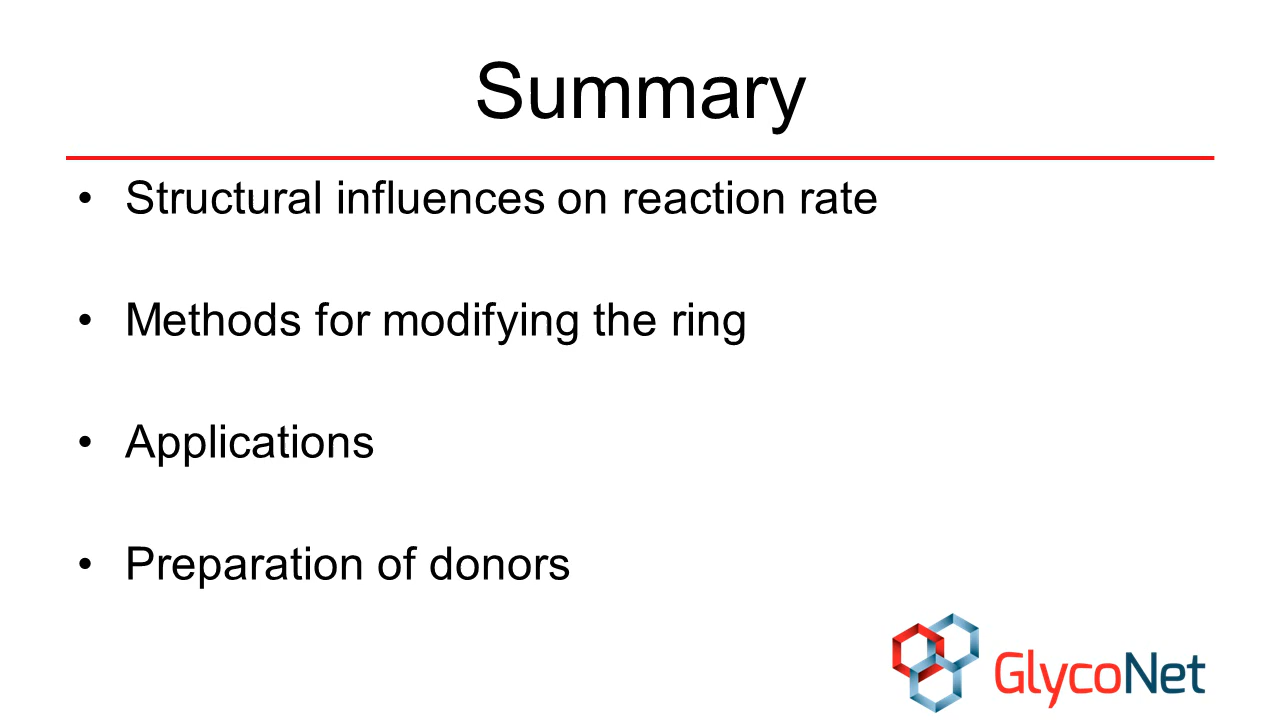 Summary
• Structural influences on reaction rate
• Methods for modifying the ring
• Applications
• Preparation of donors
GlycoNet